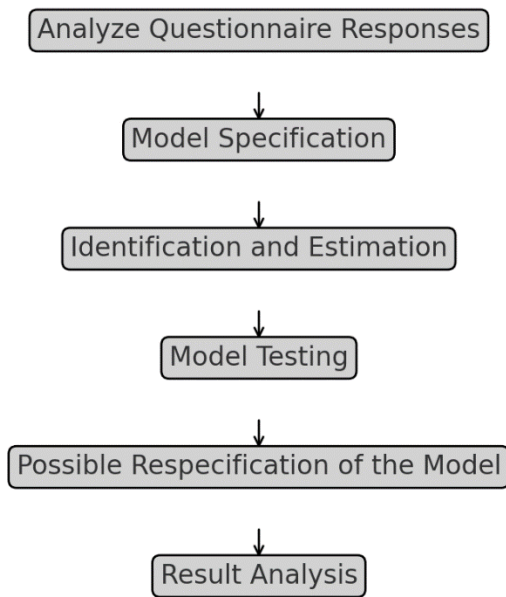 Analyze Questionnaire Responses
Model Specification
Identification and Estimation
Model Testing
Possible Respecification of the Model
Result Analysis